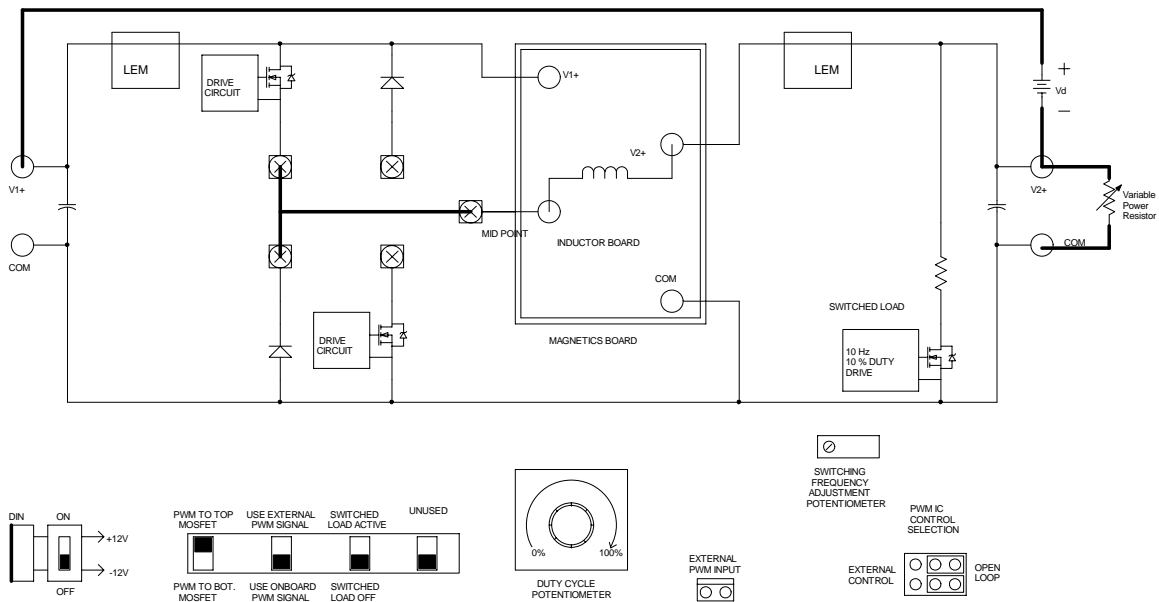 LEM
DRIVE
CIRCUIT
V1+
LEM
+
Vd
−
V1+
V2+
V2+
Variable
Power
Resistor
MID POINT
INDUCTOR BOARD
COM
COM
COM
DRIVE
CIRCUIT
MAGNETICS BOARD
SWITCHED LOAD
10 Hz
10 % DUTY
DRIVE
SWITCHING
FREQUENCY
ADJUSTMENT
POTENTIOMETER
DIN
ON
+12V
-12V
OFF
PWM TO TOP
MOSFET
USE EXTERNAL
PWM SIGNAL
SWITCHED
LOAD ACTIVE
UNUSED
PWM TO BOT.
MOSFET
USE ONBOARD
PWM SIGNAL
SWITCHED
LOAD OFF
0%
100%
DUTY CYCLE
POTENTIOMETER
EXTERNAL
PWM INPUT
PWM IC
CONTROL
SELECTION
EXTERNAL
CONTROL
OPEN
LOOP